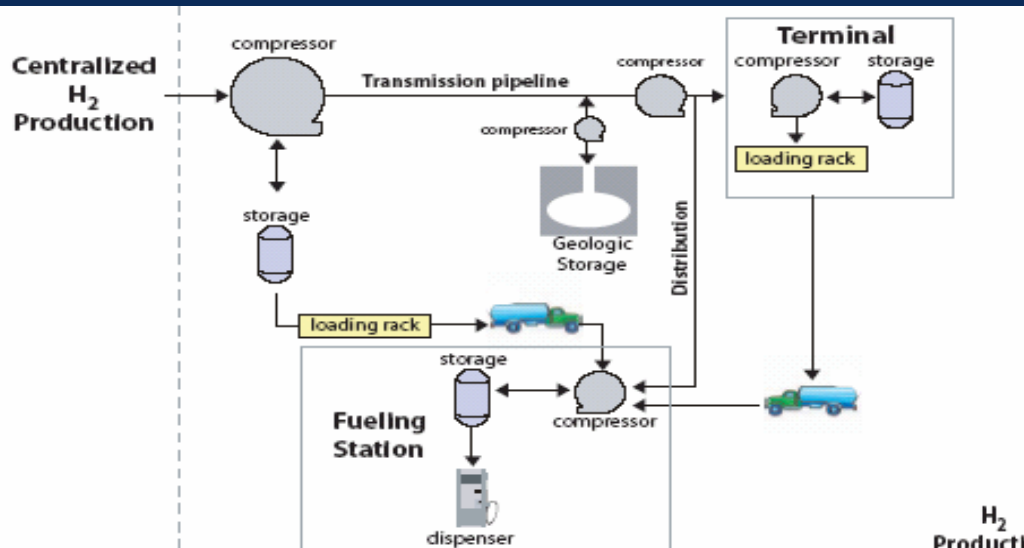 compressor
Centralized
H2
Production
Transmission pipeline
compressor
Terminal
compressor storage
compressor
loading rack
storage
Geologic
Storage
Distribution
loading rack
storage
Fueling
Station
compressor
dispenser
H2